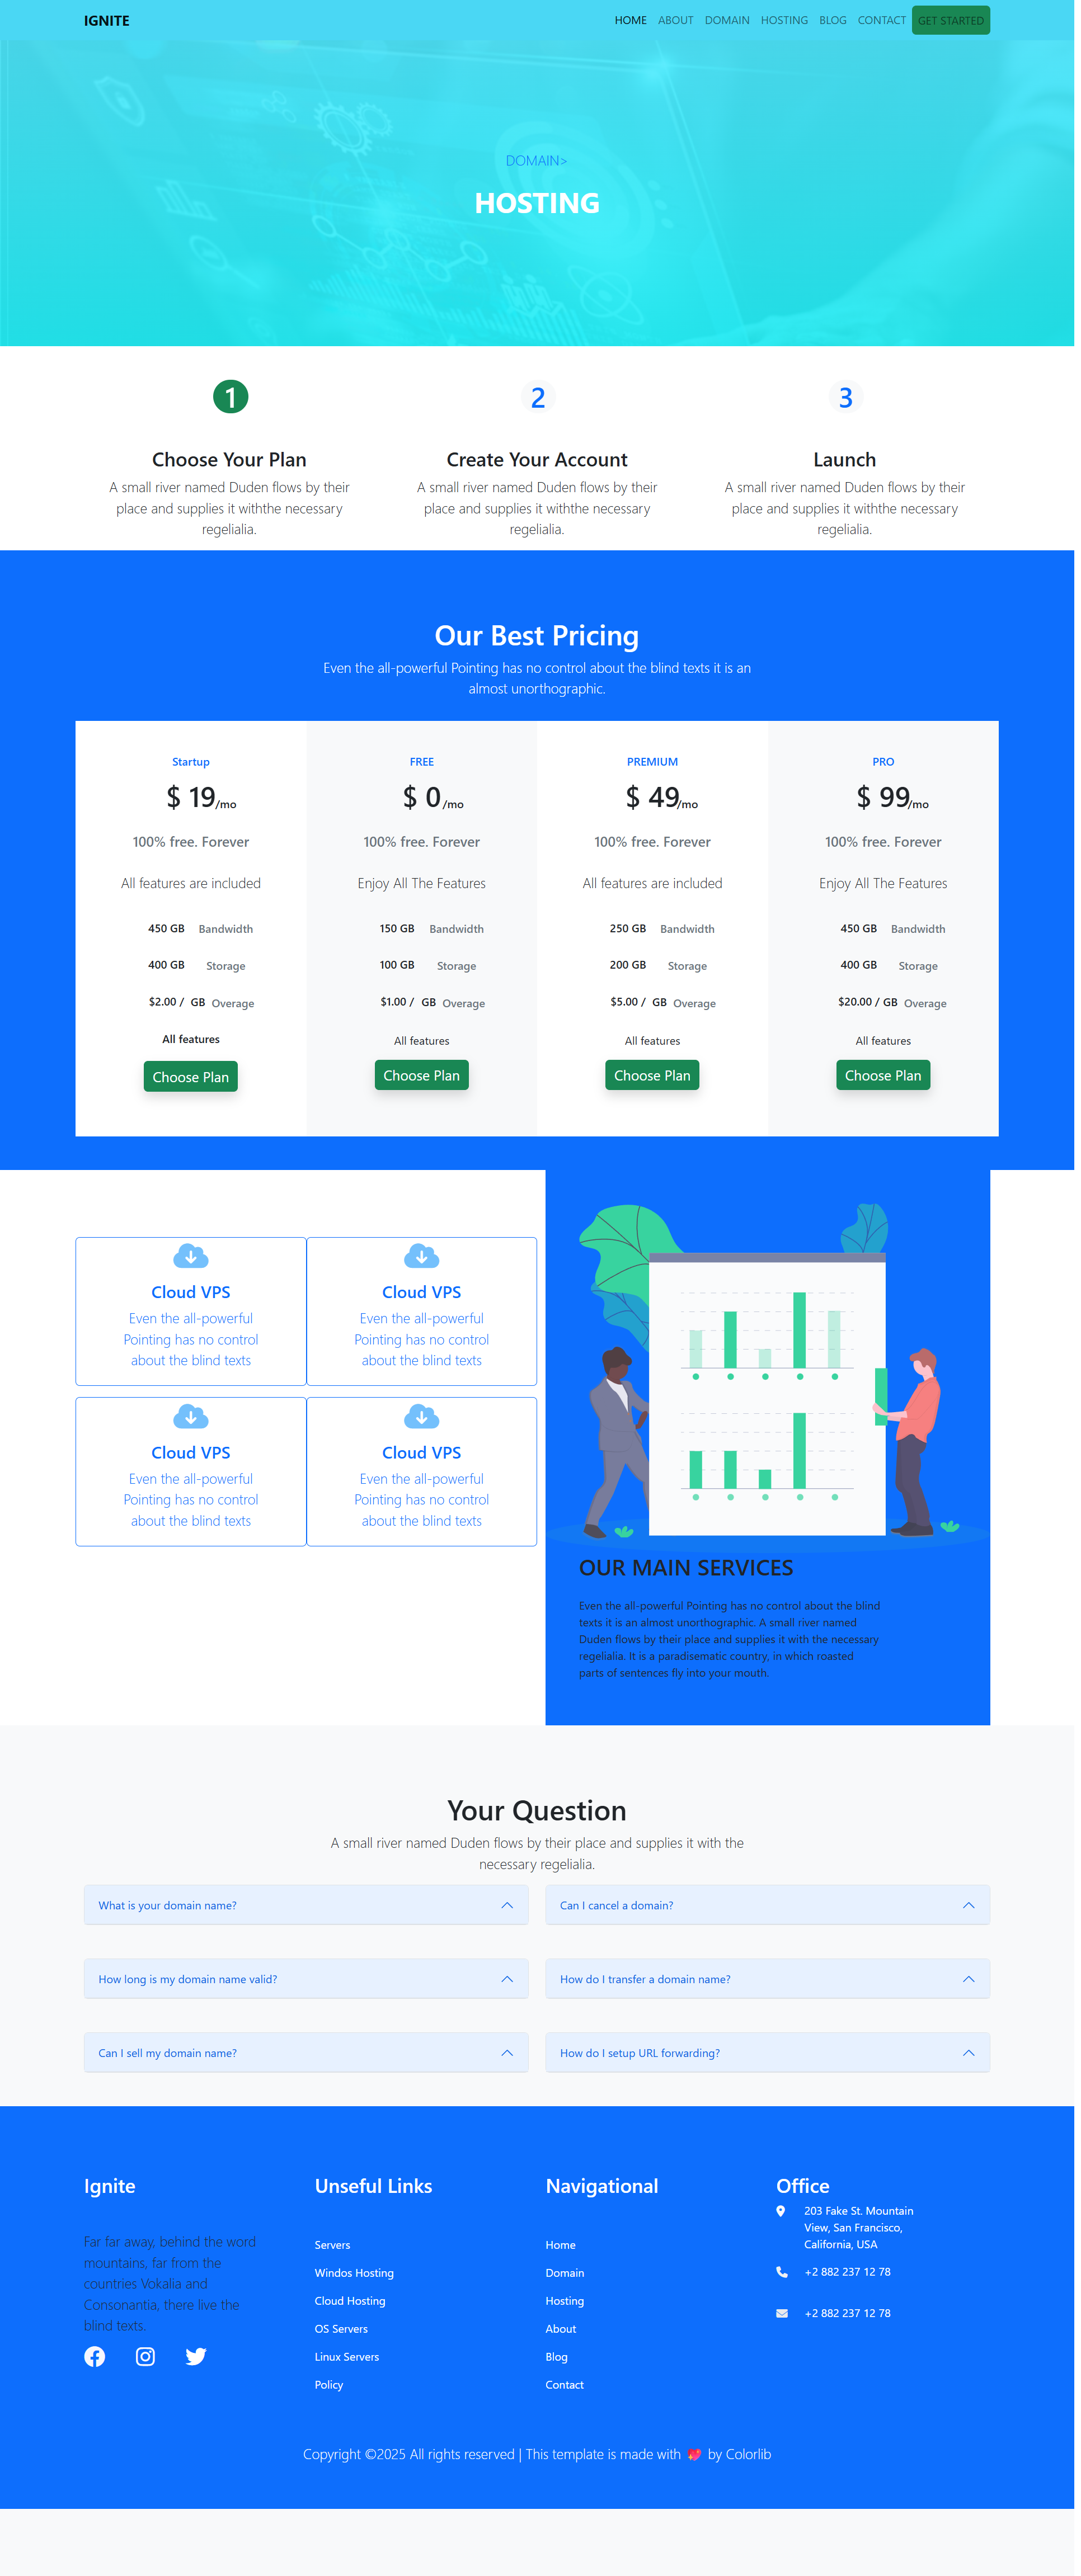 IGNITE
HOME ABOUT DOMAIN HOSTING BLOG CONTACT GET STARTED
DOMAIN>
HOSTING
1
Choose Your Plan
A small river named Duden flows by their
place and supplies it withthe necessary
regelialia.
2
Create Your Account
A small river named Duden flows by their
place and supplies it withthe necessary
regelialia.
3
Launch
A small river named Duden flows by their
place and supplies it withthe necessary
regelialia.
Our Best Pricing
Even the all-powerful Pointing has no control about the blind texts it is an
almost unorthographic.
Startup
$ 19/mo
100% free. Forever
All features are included
450 GB Bandwidth
400 GB Storage
$2.00 / GB Overage
All features
Choose Plan
FREE
$ 0/mo
100% free. Forever
Enjoy All The Features
150 GB Bandwidth
100 GB Storage
$1.00 / GB Overage
All features
Choose Plan
PREMIUM
$ 49/mo
100% free. Forever
All features are included
250 GB Bandwidth
200 GB Storage
$5.00 / GB Overage
All features
Choose Plan
PRO
$ 99/mo
100% free. Forever
Enjoy All The Features
450 GB Bandwidth
400 GB Storage
$20.00 / GB Overage
All features
Choose Plan
Cloud VPS
Even the all-powerful
Pointing has no control
about the blind texts
Cloud VPS
Even the all-powerful
Pointing has no control
about the blind texts
Cloud VPS
Even the all-powerful
Pointing has no control
about the blind texts
Cloud VPS
Even the all-powerful
Pointing has no control
about the blind texts
OUR MAIN SERVICES
Even the all-powerful Pointing has no control about the blind
texts it is an almost unorthographic. A small river named
Duden flows by their place and supplies it with the necessary
regelialia. It is a paradisematic country, in which roasted
parts of sentences fly into your mouth.
Your Question
A small river named Duden flows by their place and supplies it with the
necessary regelialia.
What is your domain name?
Can I cancel a domain?
How long is my domain name valid?
How do I transfer a domain name?
Can I sell my domain name?
How do I setup URL forwarding?
Ignite
Far far away, behind the word
mountains, far from the
countries Vokalia and
Consonantia, there live the
blind texts.
Unseful Links
Servers
Windos Hosting
Cloud Hosting
OS Servers
Linux Servers
Policy
Navigational
Home
Domain
Hosting
About
Blog
Contact
Office
203 Fake St. Mountain
View, San Francisco,
California, USA
+2 882 237 12 78
+2 882 237 12 78
Copyright ©2025 All rights reserved | This template is made with 💖 by Colorlib